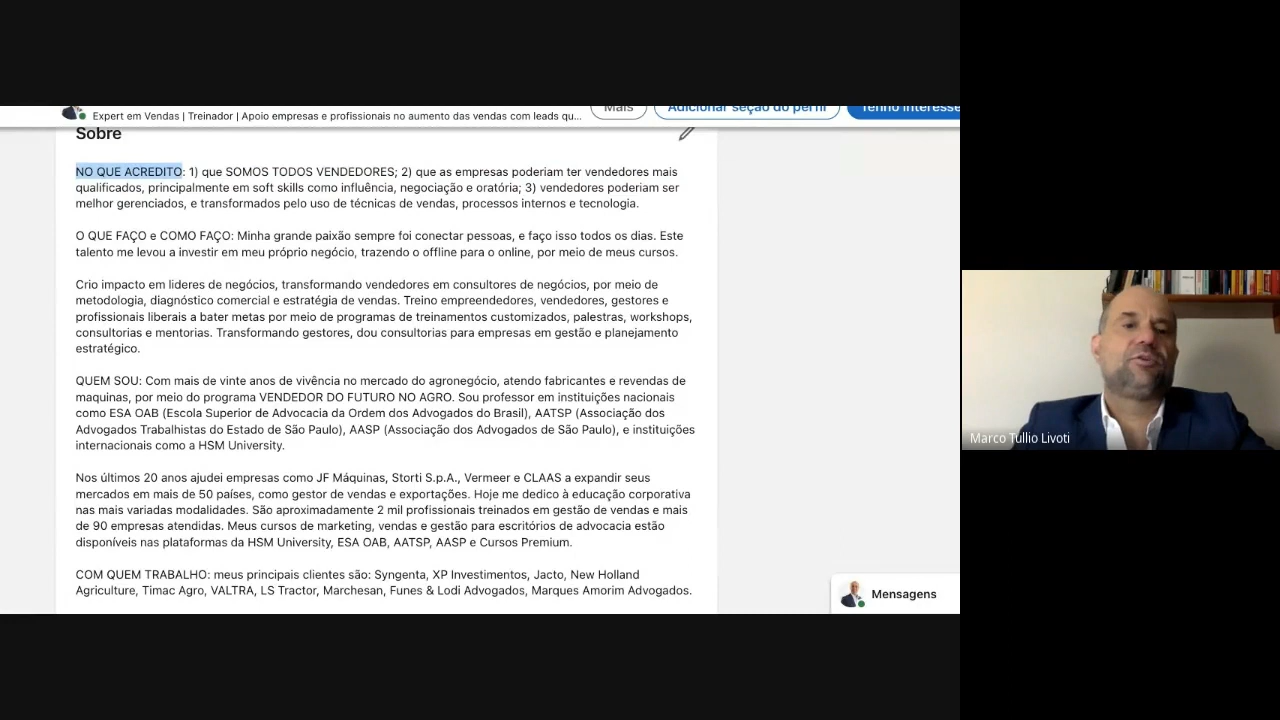 Mais
Adicionar seção do perfil
Tenho interesse
Expert em Vendas | Treinador | Apoio empresas e profissionais no aumento das vendas com leads qu...
Sobre
NO QUE ACREDITO: 1) que SOMOS TODOS VENDEDORES; 2) que as empresas poderiam ter vendedores mais
qualificados, principalmente em soft skills como influência, negociação e oratória; 3) vendedores poderiam ser
melhor gerenciados, e transformados pelo uso de técnicas de vendas, processos internos e tecnologia.
O QUE FAÇO e COMO FAÇO: Minha grande paixão sempre foi conectar pessoas, e faço isso todos os dias. Este
talento me levou a investir em meu próprio negócio, trazendo o offline para o online, por meio de meus cursos.
Crio impacto em lideres de negócios, transformando vendedores em consultores de negócios, por meio de
metodologia, diagnóstico comercial e estratégia de vendas. Treino empreendedores, vendedores, gestores e
profissionais liberais a bater metas por meio de programas de treinamentos customizados, palestras, workshops,
consultorias e mentorias. Transformando gestores, dou consultorias para empresas em gestão e planejamento
estratégico.
QUEM SOU: Com mais de vinte anos de vivência no mercado do agronegócio, atendo fabricantes e revendas de
maquinas, por meio do programa VENDEDOR DO FUTURO NO AGRO. Sou professor em instituições nacionais
como ESA OAB (Escola Superior de Advocacia da Ordem dos Advogados do Brasil), AATSP (Associação dos
Advogados Trabalhistas do Estado de São Paulo), AASP (Associação dos Advogados de São Paulo), e instituições
internacionais como a HSM University.
Nos últimos 20 anos ajudei empresas como JF Máquinas, Storti S.p.A., Vermeer e CLAAS a expandir seus
mercados em mais de 50 países, como gestor de vendas e exportações. Hoje me dedico à educação corporativa
nas mais variadas modalidades. São aproximadamente 2 mil profissionais treinados em gestão de vendas e mais
de 90 empresas atendidas. Meus cursos de marketing, vendas e gestão para escritórios de advocacia estão
disponíveis nas plataformas da HSM University, ESA OAB, AATSP, AASP e Cursos Premium.
COM QUEM TRABALHO: meus principais clientes são: Syngenta, XP Investimentos, Jacto, New Holland
Agriculture, Timac Agro, VALTRA, LS Tractor, Marchesan, Funes & Lodi Advogados, Marques Amorim Advogados.
Mensagens
Marco Tullio Livoti